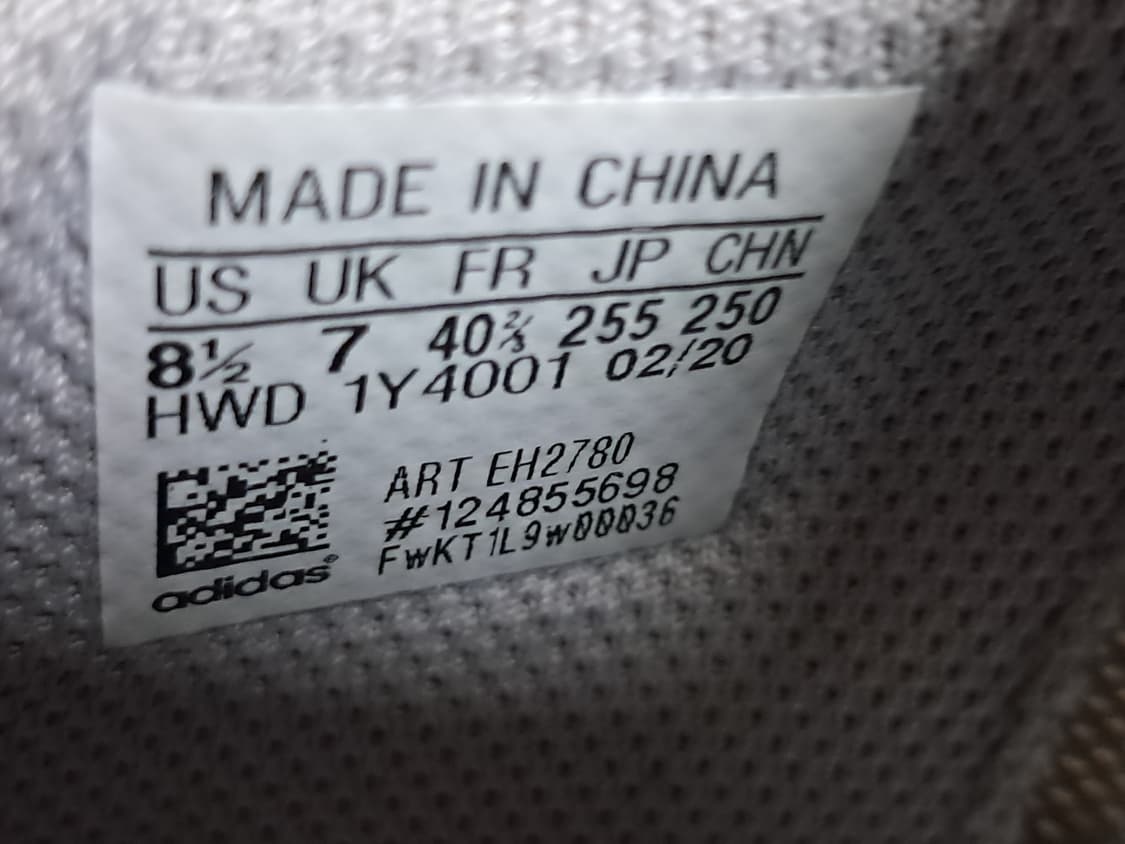 MADE IN CHINA
US UK FR JP CHN
8½ 7 40⅔ 255 250
HWD 1Y4001 02/20
ART EH2780
#124855698
FwKT1L9w00036
adidas®